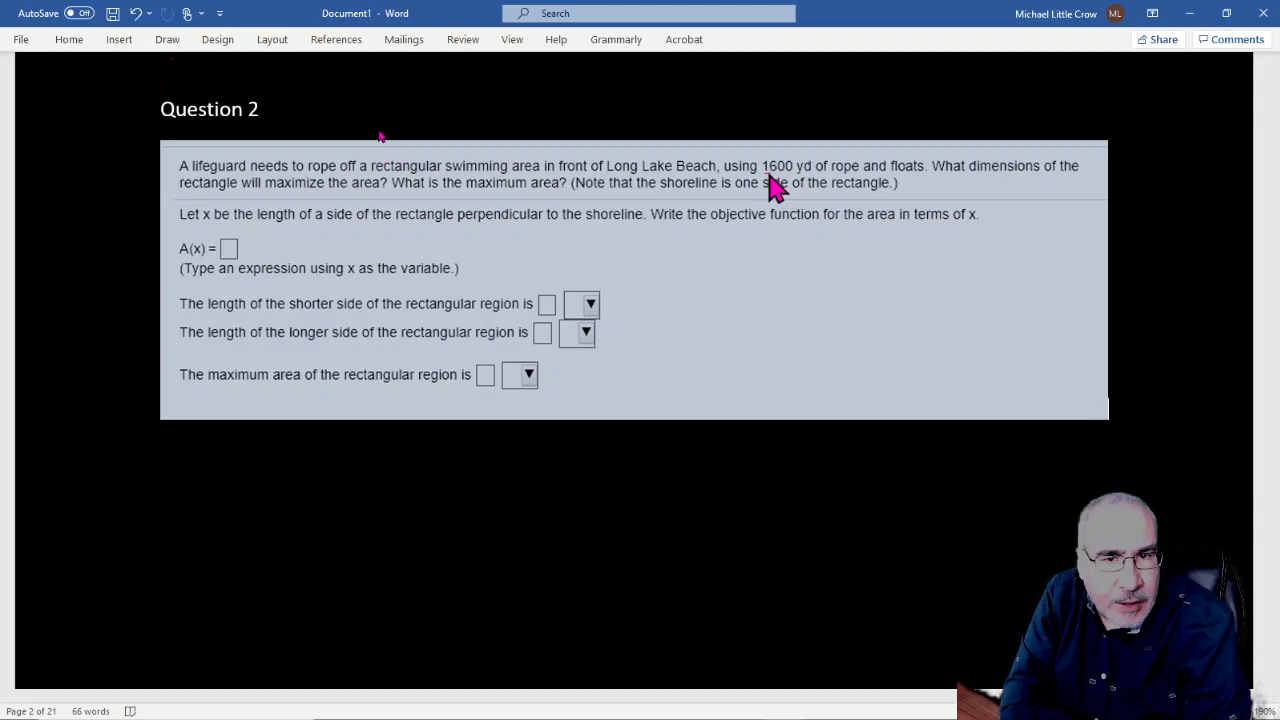 AutoSave Off Document1 - Word Search Michael Little Crow ML
File Home Insert Draw Design Layout References Mailings Review View Help Grammarly Acrobat Share Comments
Question 2
A lifeguard needs to rope off a rectangular swimming area in front of Long Lake Beach, using 1600 yd of rope and floats. What dimensions of the
rectangle will maximize the area? What is the maximum area? (Note that the shoreline is one side of the rectangle.)
Let x be the length of a side of the rectangle perpendicular to the shoreline. Write the objective function for the area in terms of x.
A(x) =
(Type an expression using x as the variable.)
The length of the shorter side of the rectangular region is
The length of the longer side of the rectangular region is
The maximum area of the rectangular region is
Page 2 of 21 66 words 190%